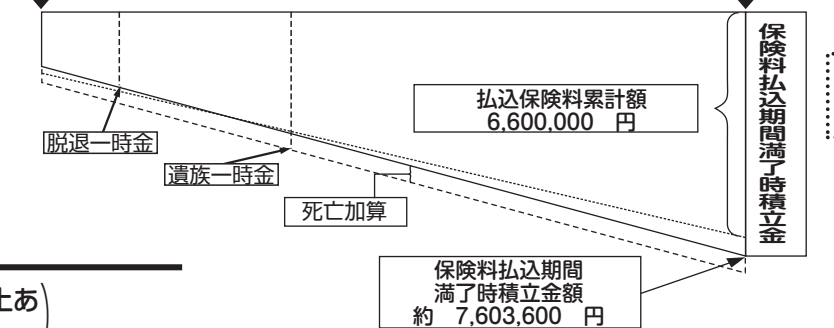 払込保険料累計額
6,600,000 円
脱退一時金
遺族一時金
死亡加算
保険料払込期間満了時積立金
保険料払込期間
満了時積立金額
約 7,603,600 円
上あ